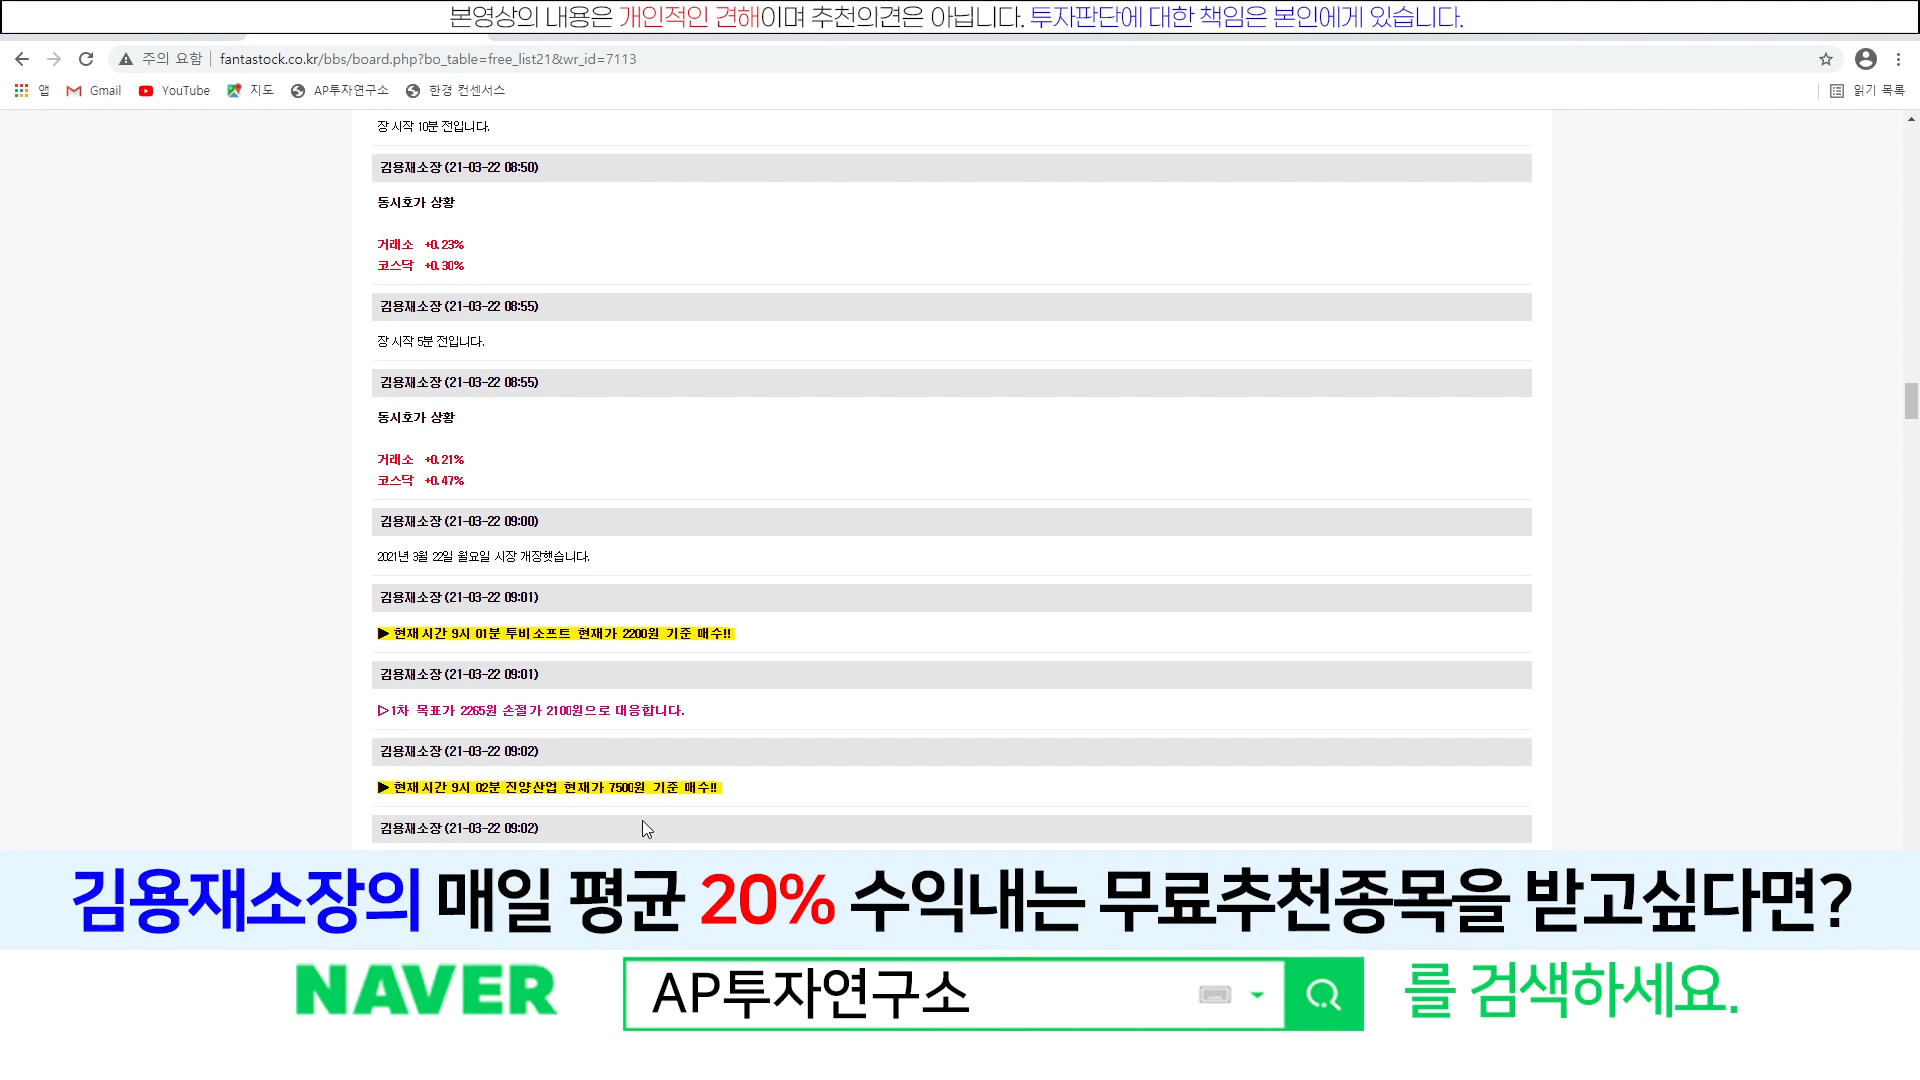 본영상의 내용은 개인적인 견해이며 추천의견은 아닙니다. 투자판단에 대한 책임은 본인에게 있습니다.
주의 요함 | fantastock.co.kr/bbs/board.php?bo_table=free_list21&wr_id=7113
앱 Gmail YouTube 지도 AP투자연구소 한경 컨센서스 읽기 목록
장 시작 10분 전입니다.
김용재소장 (21-03-22 08:50)
동시호가 상황
거래소 +0.23%
코스닥 +0.30%
김용재소장 (21-03-22 08:55)
장 시작 5분 전입니다.
김용재소장 (21-03-22 08:55)
동시호가 상황
거래소 +0.21%
코스닥 +0.47%
김용재소장 (21-03-22 09:00)
2021년 3월 22일 월요일 시장 개장했습니다.
김용재소장 (21-03-22 09:01)
▶ 현재시간 9시 01분 투비소프트 현재가 2200원 기준 매수!!
김용재소장 (21-03-22 09:01)
▷1차 목표가 2265원 손절가 2100원으로 대응합니다.
김용재소장 (21-03-22 09:02)
▶ 현재시간 9시 02분 진양산업 현재가 7500원 기준 매수!!
김용재소장 (21-03-22 09:02)
김용재소장의 매일 평균 20% 수익내는 무료추천종목을 받고싶다면?
NAVER AP투자연구소 를 검색하세요.